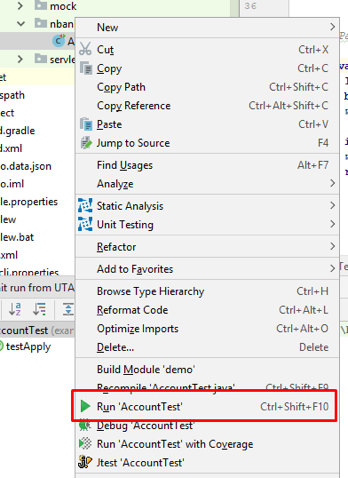 mock
3
nban
New
Cut Ctrl+X
Copy Ctrl+C
Copy Path Ctrl+Shift+C
Copy Reference Ctrl+Alt+Shift+C
Paste Ctrl+V
Jump to Source F4
Find Usages Alt+F7
Analyze
Static Analysis
Unit Testing
Refactor
Add to Favorites
Browse Type Hierarchy Ctrl+H
Reformat Code Ctrl+Alt+L
Optimize Imports Ctrl+Alt+O
Delete... Delete
Build Module 'demo'
Recompile 'AccountTest.java' Ctrl+Shift+F9
Run 'AccountTest' Ctrl+Shift+F10
Debug 'AccountTest'
Run 'AccountTest' with Coverage
Jtest 'AccountTest'
A
servle
et
spath
ect
d.gradle
d.xml
o.data.json
o.iml
le.properties
lew
lew.bat
.xml
cli.properties
it run from UTA
ccountTest (exar
testApply